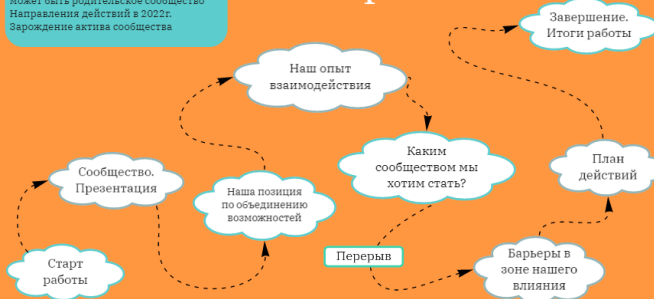 может быть родительское сообщество
Направления действий в 2022г.
Зарождение актива сообщества
Завершение.
Итоги работы
Наш опыт
взаимодействия
Каким
сообществом мы
хотим стать?
План
действий
Сообщество.
Презентация
Наша позиция
по объединению
возможностей
Перерыв
Барьеры в
зоне нашего
влияния
Старт
работы